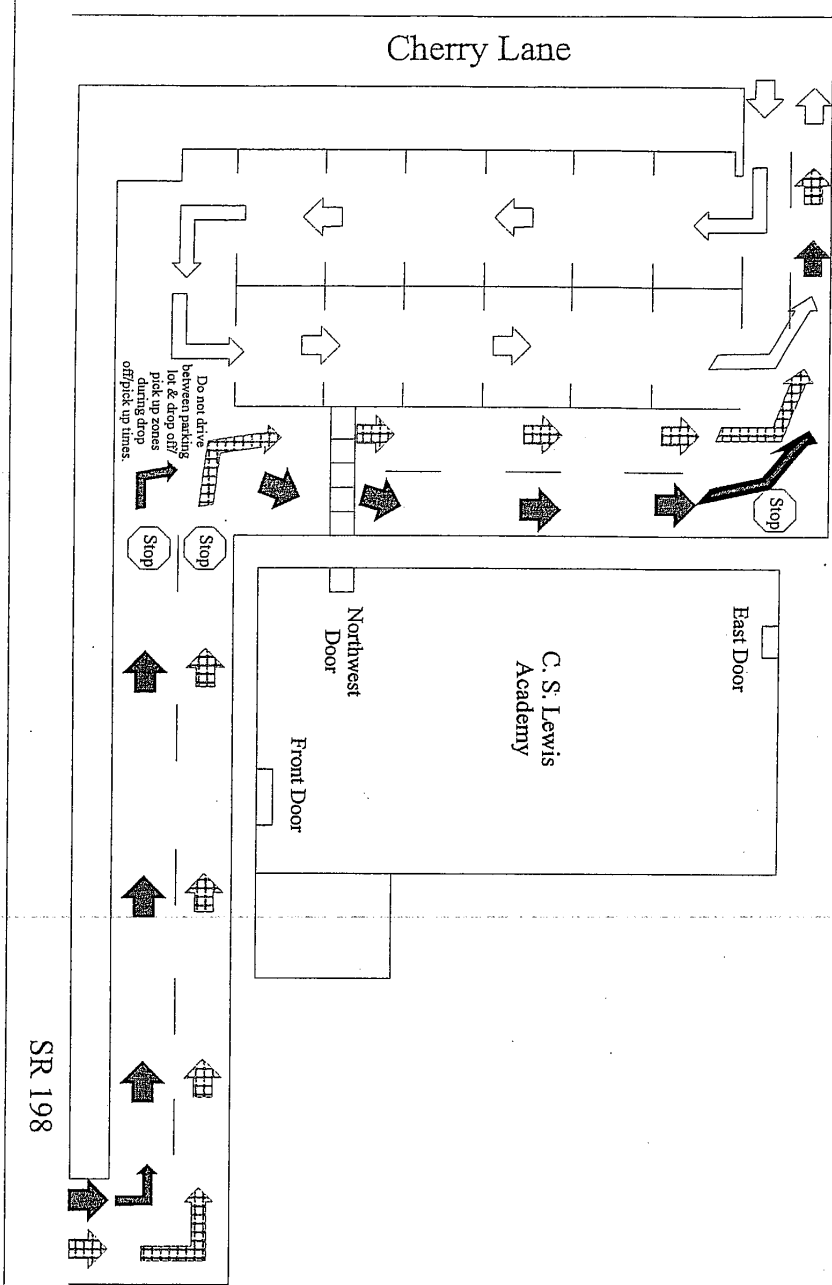 Cherry Lane
Do not drive
between parking
lot & drop off/
pick up zones
during drop
off/pick up times.
Stop
Stop
Stop
East Door
C. S. Lewis
Academy
Northwest
Door
Front Door
SR 198